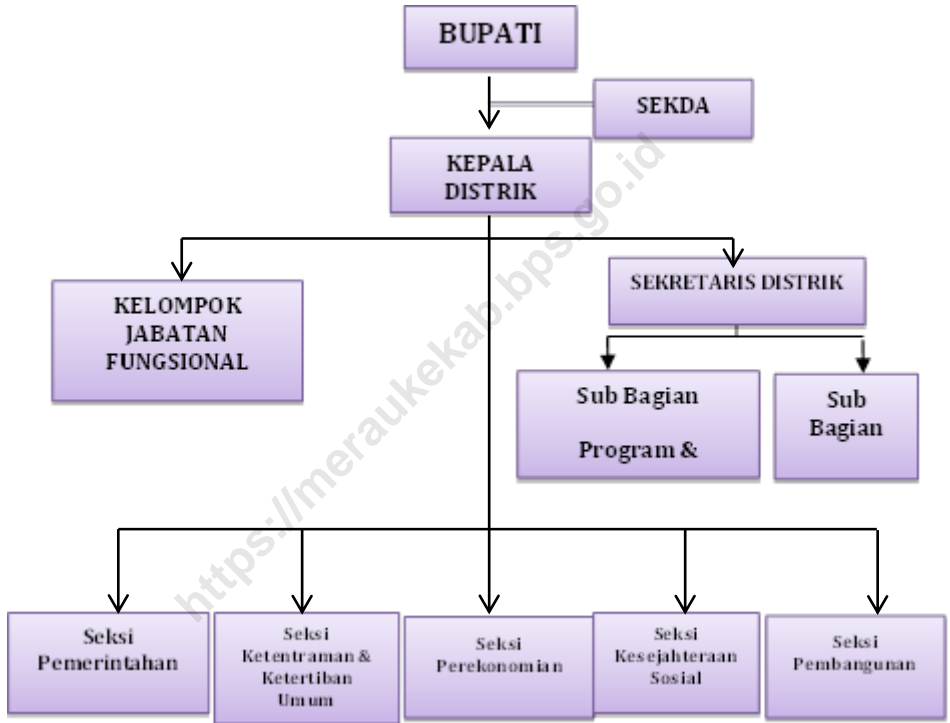 BUPATI
SEKDA
KEPALA
DISTRIK
KELOMPOK
JABATAN
FUNGSIONAL
SEKRETARIS DISTRIK
Sub Bagian
Program &
Sub
Bagian
Seksi
Pemerintahan
Seksi
Ketentraman &
Ketertiban
Umum
Seksi
Perekonomian
Seksi
Kesejahteraan
Sosial
Seksi
Pembangunan
https://meraukekab.bps.go.id